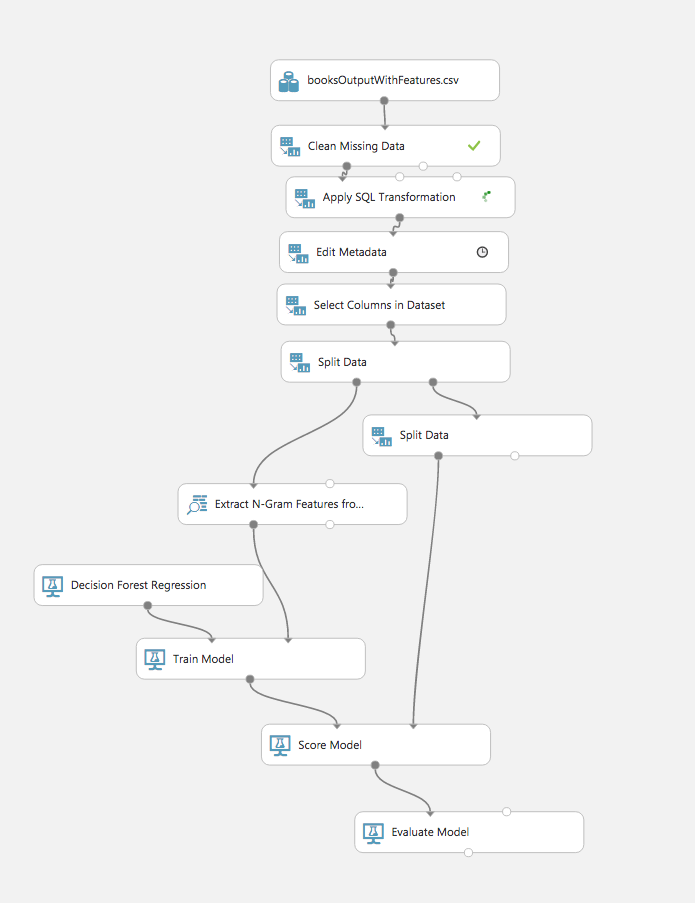 booksOutputWithFeatures.csv
Clean Missing Data
Apply SQL Transformation
Edit Metadata
Select Columns in Dataset
Split Data
Split Data
Extract N-Gram Features fro...
Decision Forest Regression
Train Model
Score Model
Evaluate Model